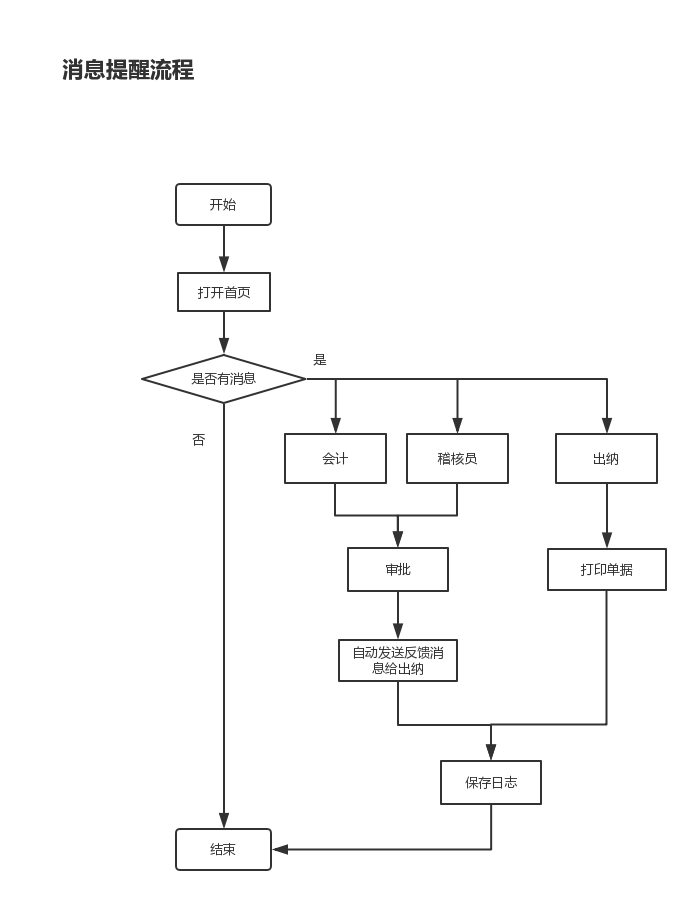 消息提醒流程
开始
打开首页
是否有消息
是
否
会计
稽核员
出纳
审批
打印单据
自动发送反馈消
息给出纳
保存日志
结束